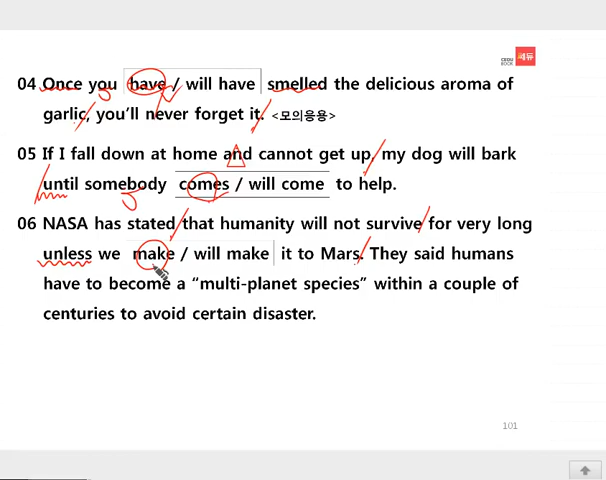 CEDU BOOK 쎄듀
04 Once you have / will have smelled the delicious aroma of
garlic, you'll never forget it. <모의응용>
05 If I fall down at home and cannot get up, my dog will bark
until somebody comes / will come to help.
06 NASA has stated that humanity will not survive for very long
unless we make / will make it to Mars. They said humans
have to become a “multi-planet species” within a couple of
centuries to avoid certain disaster.
101